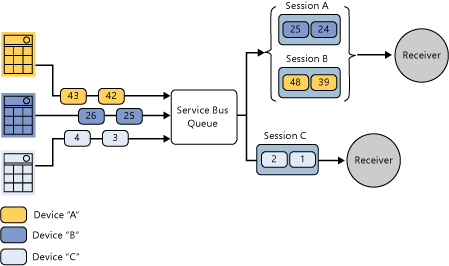 Session A
25 24
Session B
48 39
Receiver
43 42
26 25
4 3
Service Bus
Queue
Session C
2 1
Receiver
Device “A”
Device “B”
Device “C”